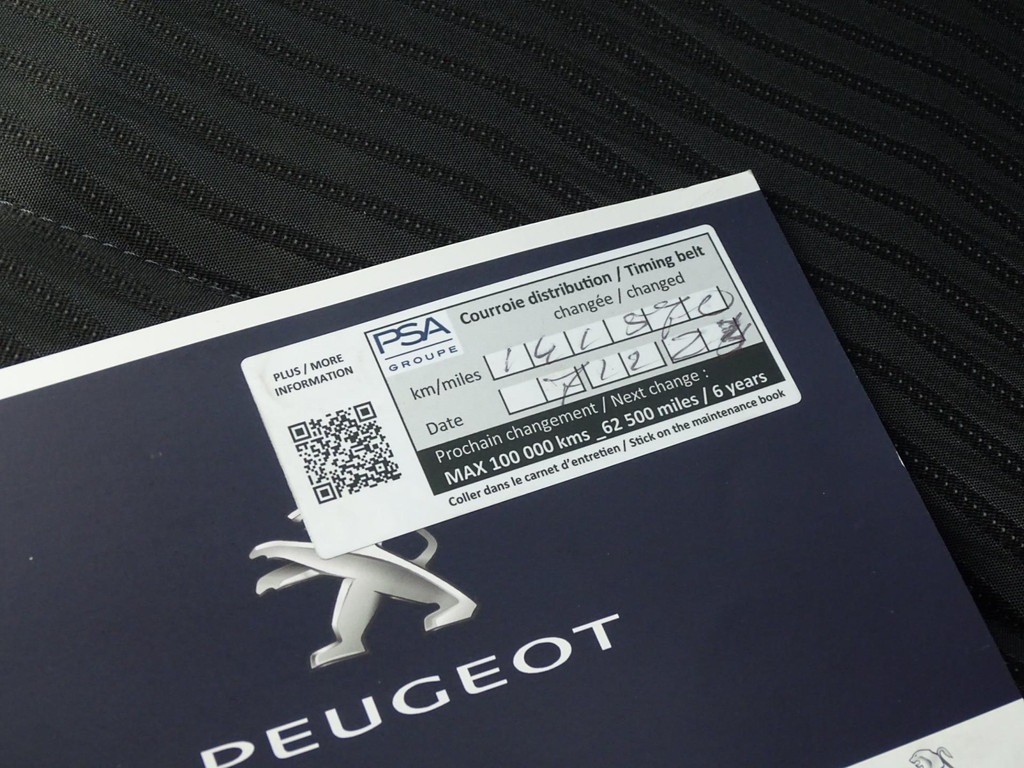 PLUS / MORE
INFORMATION
PSA
GROUPE
Courroie distribution / Timing belt
changée / changed
km/miles
Date
Prochain changement / Next change :
MAX 100 000 kms _62 500 miles / 6 years
Coller dans le carnet d'entretien / Stick on the maintenance book
PEUGEOT